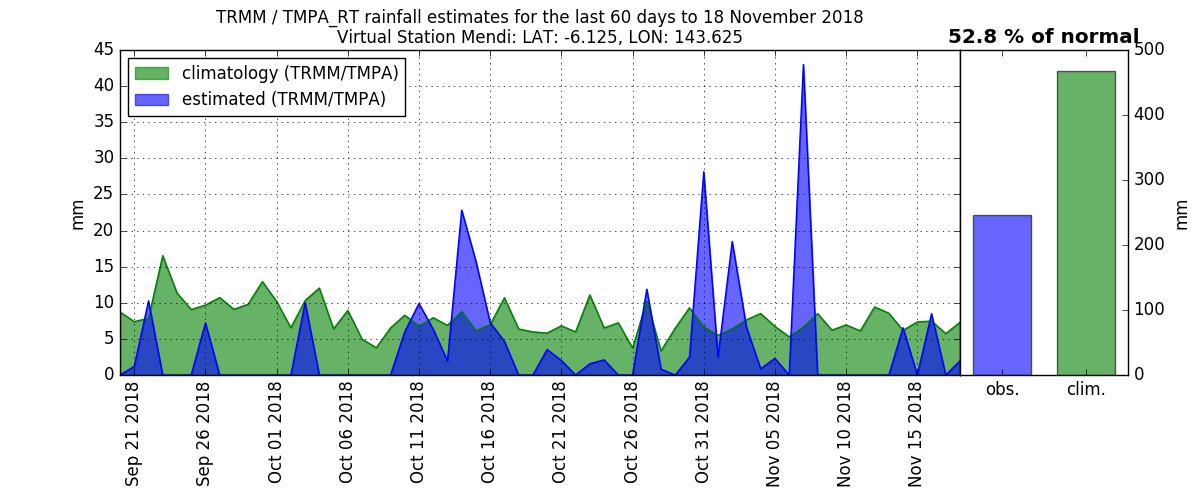 TRMM / TMPA_RT rainfall estimates for the last 60 days to 18 November 2018
Virtual Station Mendi: LAT: -6.125, LON: 143.625
52.8 % of normal
climatology (TRMM/TMPA)
estimated (TRMM/TMPA)
mm
45
40
35
30
25
20
15
10
5
0
Sep 21 2018
Sep 26 2018
Oct 01 2018
Oct 06 2018
Oct 11 2018
Oct 16 2018
Oct 21 2018
Oct 26 2018
Oct 31 2018
Nov 05 2018
Nov 10 2018
Nov 15 2018
500
400
300
200
100
0
mm
obs.
clim.